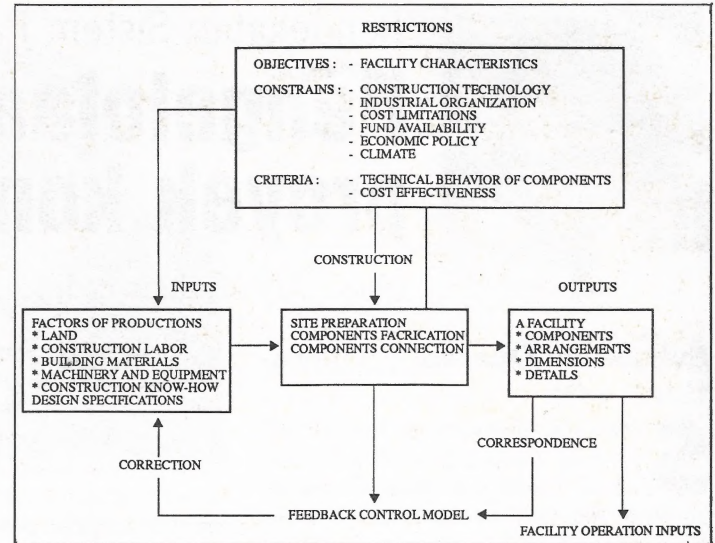 RESTRICTIONS
OBJECTIVES : - FACILITY CHARACTERISTICS
CONSTRAINS : - CONSTRUCTION TECHNOLOGY
- INDUSTRIAL ORGANIZATION
- COST LIMITATIONS
- FUND AVAILABILITY
- ECONOMIC POLICY
- CLIMATE
CRITERIA : - TECHNICAL BEHAVIOR OF COMPONENTS
- COST EFFECTIVENESS
CONSTRUCTION
INPUTS
OUTPUTS
FACTORS OF PRODUCTIONS
* LAND
* CONSTRUCTION LABOR
* BUILDING MATERIALS
* MACHINERY AND EQUIPMENT
* CONSTRUCTION KNOW-HOW
DESIGN SPECIFICATIONS
SITE PREPARATION
COMPONENTS FACRICATION
COMPONENTS CONNECTION
A FACILITY
* COMPONENTS
* ARRANGEMENTS
* DIMENSIONS
* DETAILS
CORRECTION
CORRESPONDENCE
FEEDBACK CONTROL MODEL
FACILITY OPERATION INPUTS